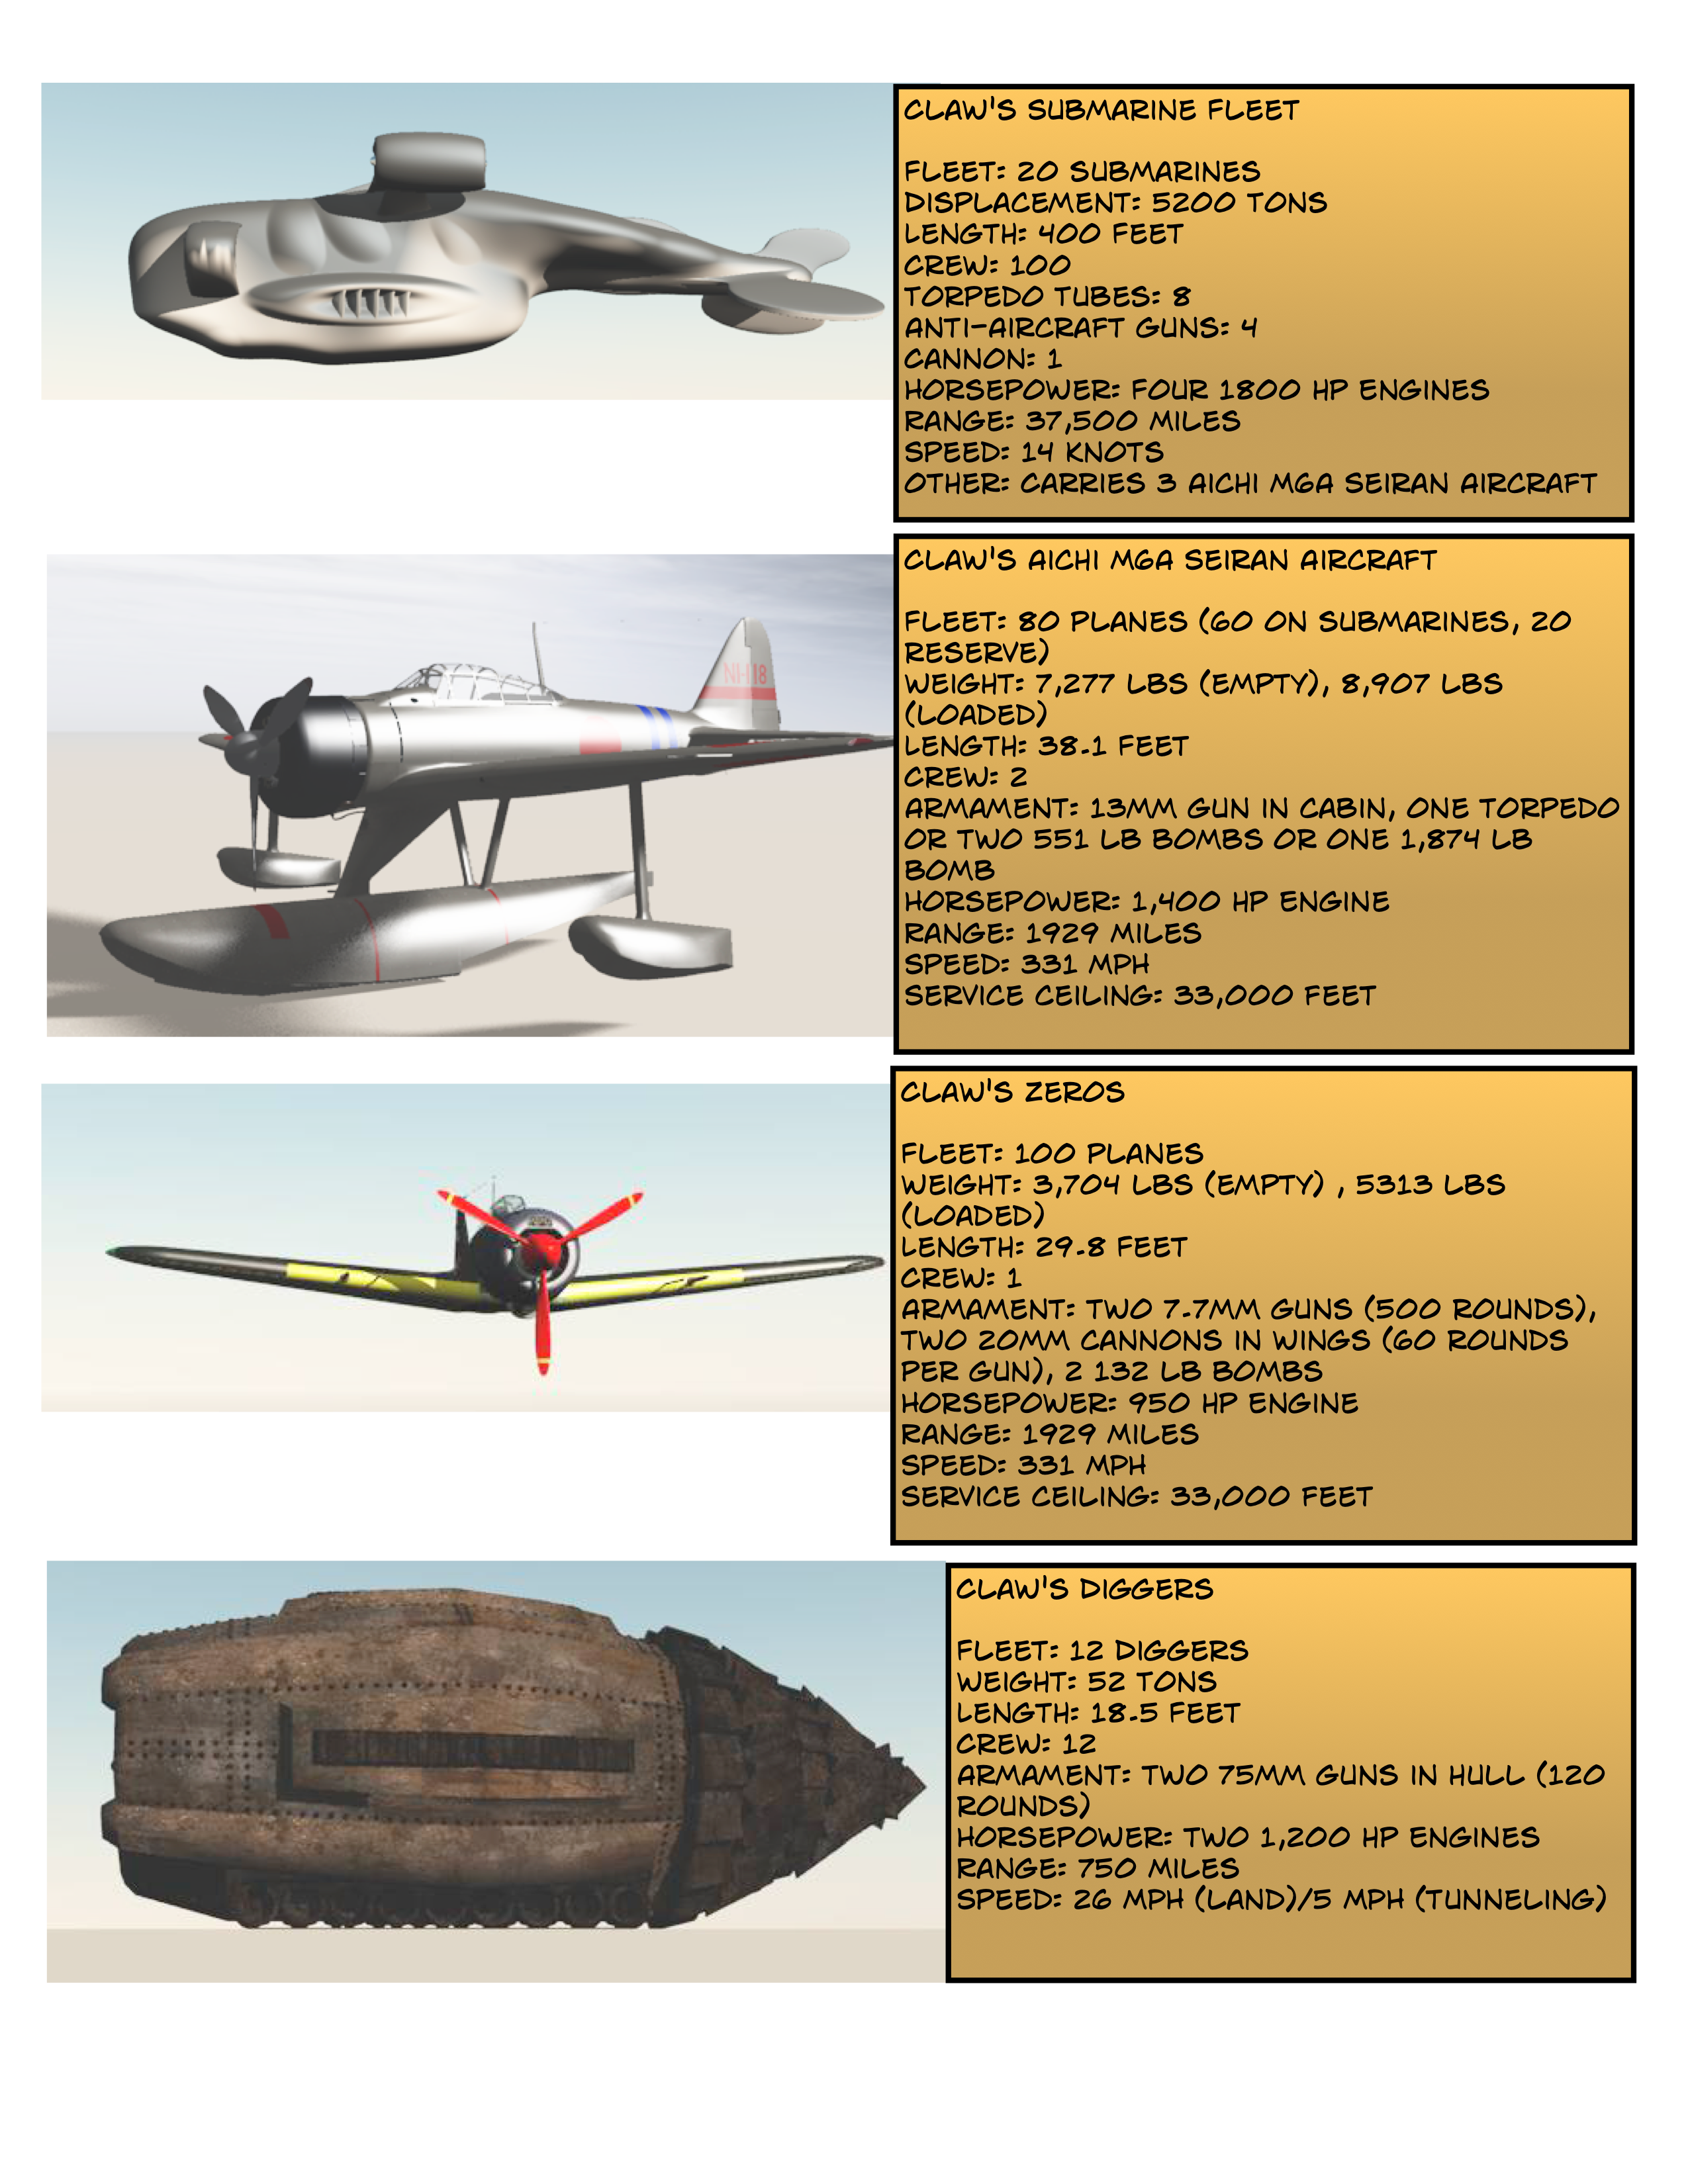 CLAW'S SUBMARINE FLEET
FLEET: 20 SUBMARINES
DISPLACEMENT: 5200 TONS
LENGTH: 400 FEET
CREW: 100
TORPEDO TUBES: 8
ANTI-AIRCRAFT GUNS: 4
CANNON: 1
HORSEPOWER: FOUR 1800 HP ENGINES
RANGE: 37,500 MILES
SPEED: 14 KNOTS
OTHER: CARRIES 3 AICHI M6A SEIRAN AIRCRAFT
NI-118
CLAW'S AICHI M6A SEIRAN AIRCRAFT
FLEET: 80 PLANES (60 ON SUBMARINES, 20
RESERVE)
WEIGHT: 7,277 LBS (EMPTY), 8,907 LBS
(LOADED)
LENGTH: 38.1 FEET
CREW: 2
ARMAMENT: 13MM GUN IN CABIN, ONE TORPEDO
OR TWO 551 LB BOMBS OR ONE 1,874 LB
BOMB
HORSEPOWER: 1,400 HP ENGINE
RANGE: 1929 MILES
SPEED: 331 MPH
SERVICE CEILING: 33,000 FEET
CLAW'S ZEROS
FLEET: 100 PLANES
WEIGHT: 3,704 LBS (EMPTY) , 5313 LBS
(LOADED)
LENGTH: 29.8 FEET
CREW: 1
ARMAMENT: TWO 7.7MM GUNS (500 ROUNDS),
TWO 20MM CANNONS IN WINGS (60 ROUNDS
PER GUN), 2 132 LB BOMBS
HORSEPOWER: 950 HP ENGINE
RANGE: 1929 MILES
SPEED: 331 MPH
SERVICE CEILING: 33,000 FEET
CLAW'S DIGGERS
FLEET: 12 DIGGERS
WEIGHT: 52 TONS
LENGTH: 18.5 FEET
CREW: 12
ARMAMENT: TWO 75MM GUNS IN HULL (120
ROUNDS)
HORSEPOWER: TWO 1,200 HP ENGINES
RANGE: 750 MILES
SPEED: 26 MPH (LAND)/5 MPH (TUNNELING)